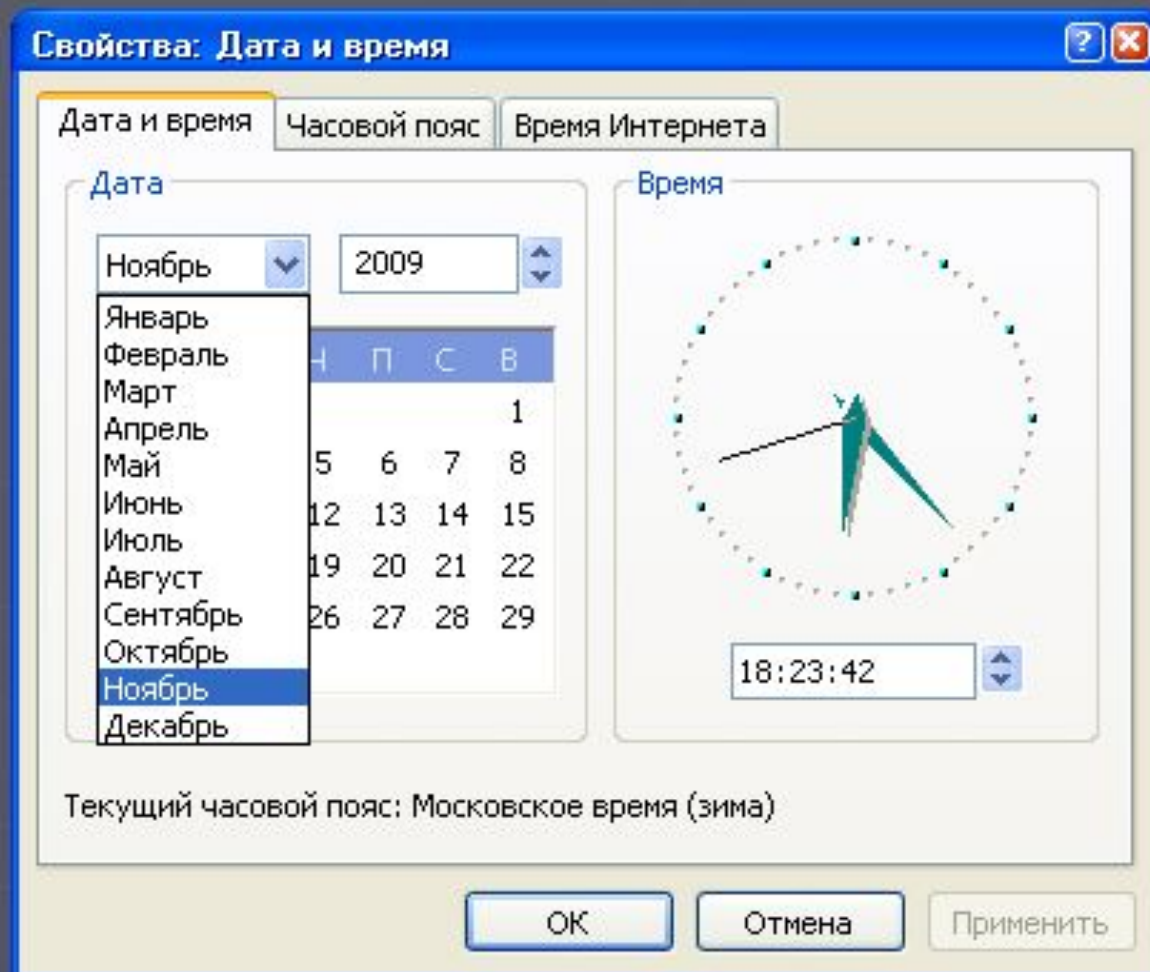 Свойства: Дата и время
Дата и время Часовой пояс Время Интернета
Дата
Ноябрь 2009
Январь
Февраль
Март
Апрель
Май
Июнь
Июль
Август
Сентябрь
Октябрь
Ноябрь
Декабрь
П С В
1
5 6 7 8
12 13 14 15
19 20 21 22
26 27 28 29
Время
18:23:42
Текущий часовой пояс: Московское время (зима)
ОК Отмена Применить